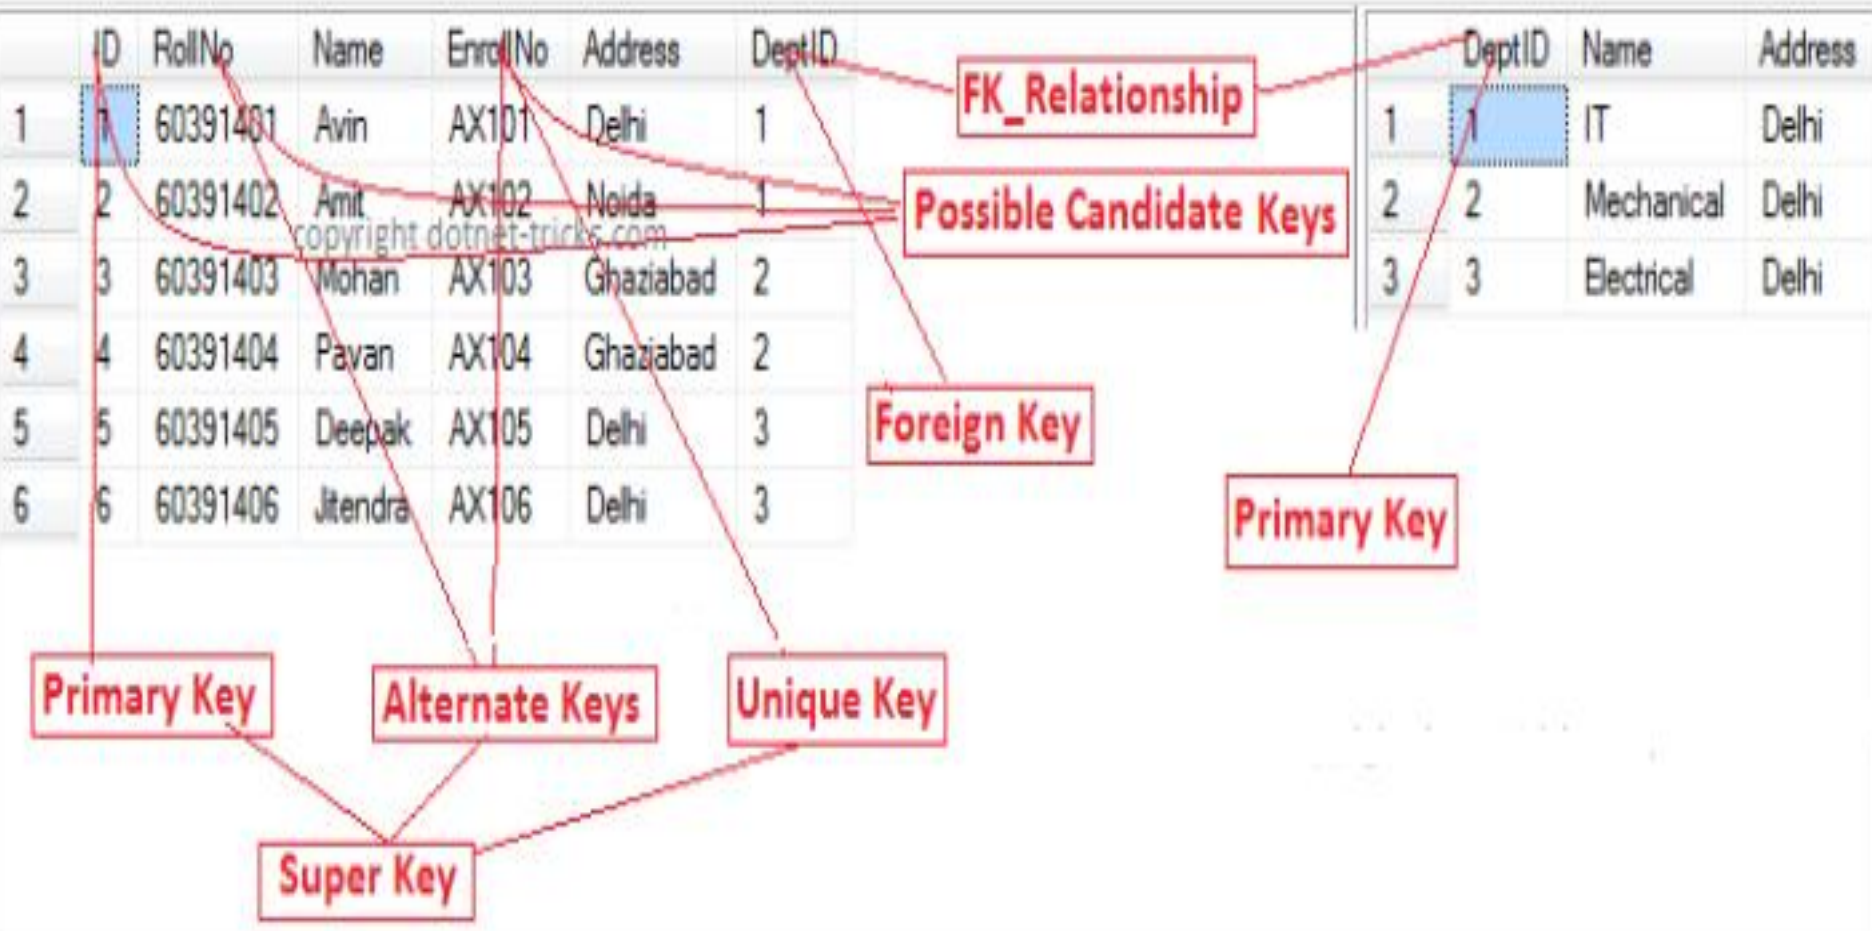 ID RollNo Name EnrollNo Address DeptID
1 1 60391401 Avin AX101 Delhi 1
2 2 60391402 Amit AX102 Noida 1
copyright dotnet-tricks.com
3 3 60391403 Mohan AX103 Ghaziabad 2
4 4 60391404 Pavan AX104 Ghaziabad 2
5 5 60391405 Deepak AX105 Delhi 3
6 6 60391406 Jitendra AX106 Delhi 3
FK_Relationship
Possible Candidate Keys
Foreign Key
DeptID Name Address
1 1 IT Delhi
2 2 Mechanical Delhi
3 3 Electrical Delhi
Primary Key
Primary Key
Alternate Keys
Unique Key
Super Key